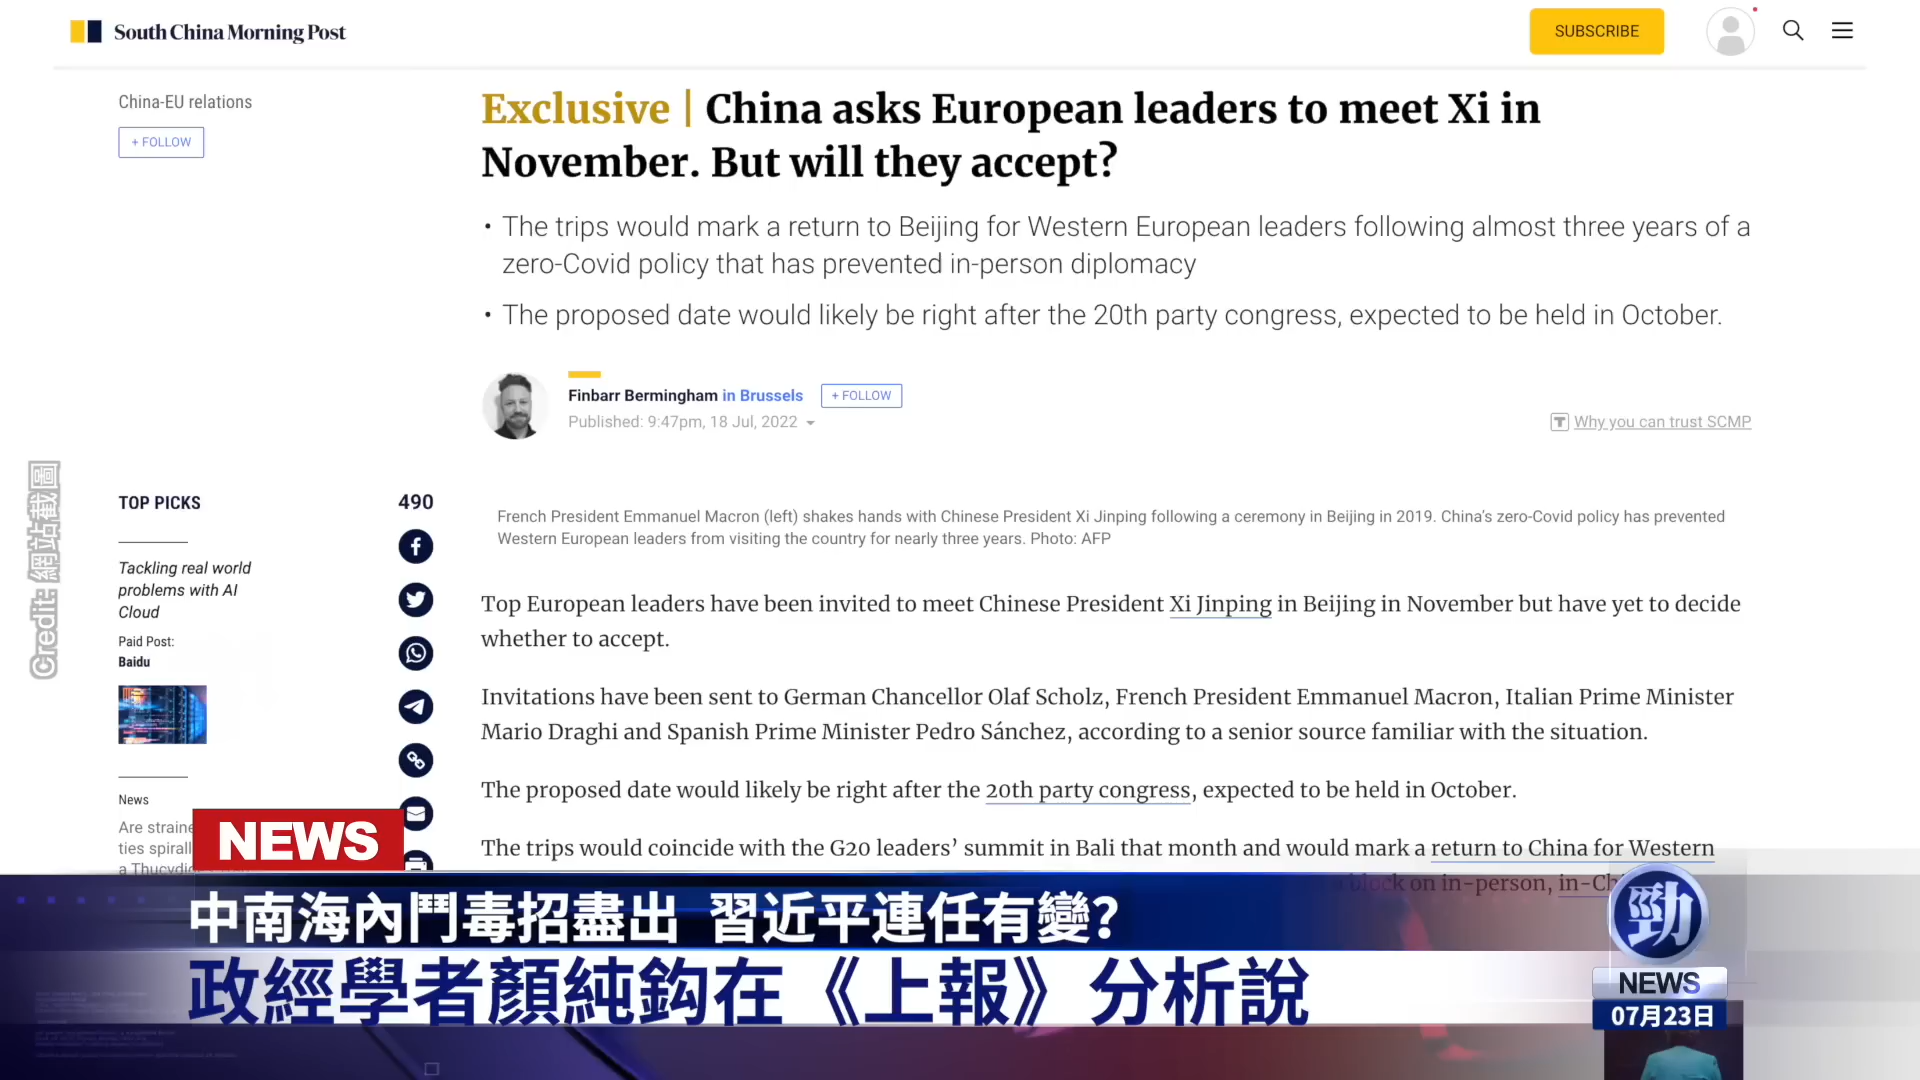 South China Morning Post
SUBSCRIBE
China-EU relations
+ FOLLOW
Exclusive | China asks European leaders to meet Xi in
November. But will they accept?
• The trips would mark a return to Beijing for Western European leaders following almost three years of a
zero-Covid policy that has prevented in-person diplomacy
• The proposed date would likely be right after the 20th party congress, expected to be held in October.
Finbarr Bermingham in Brussels
+ FOLLOW
Published: 9:47pm, 18 Jul, 2022
Why you can trust SCMP
Credit: 網站截圖
TOP PICKS
Tackling real world
problems with AI
Cloud
Paid Post:
Baidu
News
Are straine
ties spirall
a Thucydi
490
French President Emmanuel Macron (left) shakes hands with Chinese President Xi Jinping following a ceremony in Beijing in 2019. China's zero-Covid policy has prevented
Western European leaders from visiting the country for nearly three years. Photo: AFP
Top European leaders have been invited to meet Chinese President Xi Jinping in Beijing in November but have yet to decide
whether to accept.
Invitations have been sent to German Chancellor Olaf Scholz, French President Emmanuel Macron, Italian Prime Minister
Mario Draghi and Spanish Prime Minister Pedro Sánchez, according to a senior source familiar with the situation.
The proposed date would likely be right after the 20th party congress, expected to be held in October.
The trips would coincide with the G20 leaders' summit in Bali that month and would mark a return to China for Western
block on in-person, in-Ch
NEWS
中南海內鬥毒招盡出 習近平連任有變?
政經學者顏純鈎在《上報》分析說
勁
NEWS
07月23日